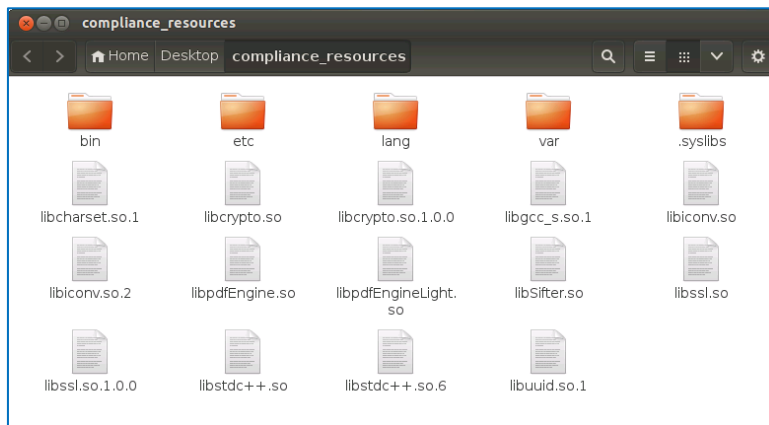 compliance_resources
Home Desktop compliance_resources
bin etc lang var .syslibs
libcharset.so.1 libcrypto.so libcrypto.so.1.0.0 libgcc_s.so.1 libiconv.so
libiconv.so.2 libpdfEngine.so libpdfEngineLight. libSifter.so libssl.so
so
libssl.so.1.0.0 libstdc++.so libstdc++.so.6 libuuid.so.1